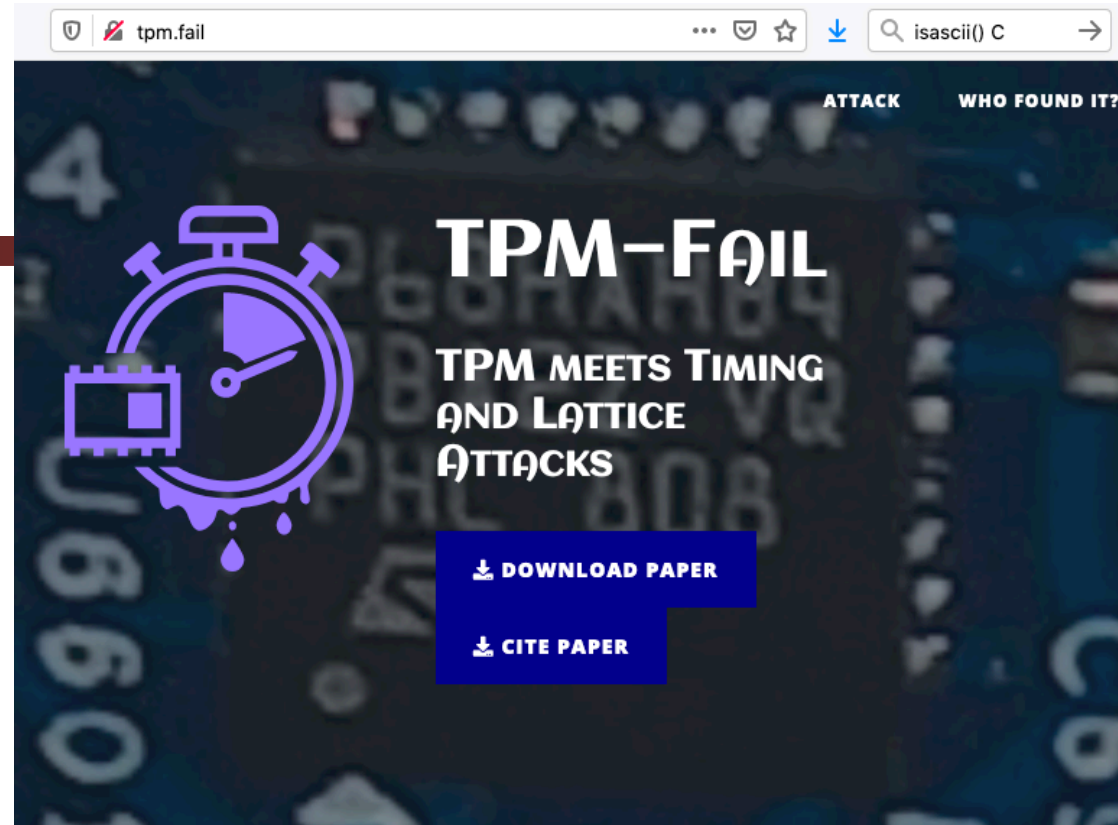 tpm.fail
isascii() C
ATTACK WHO FOUND IT?
TPM-FAIL
TPM MEETS TIMING
AND LATTICE
ATTACKS
DOWNLOAD PAPER
CITE PAPER